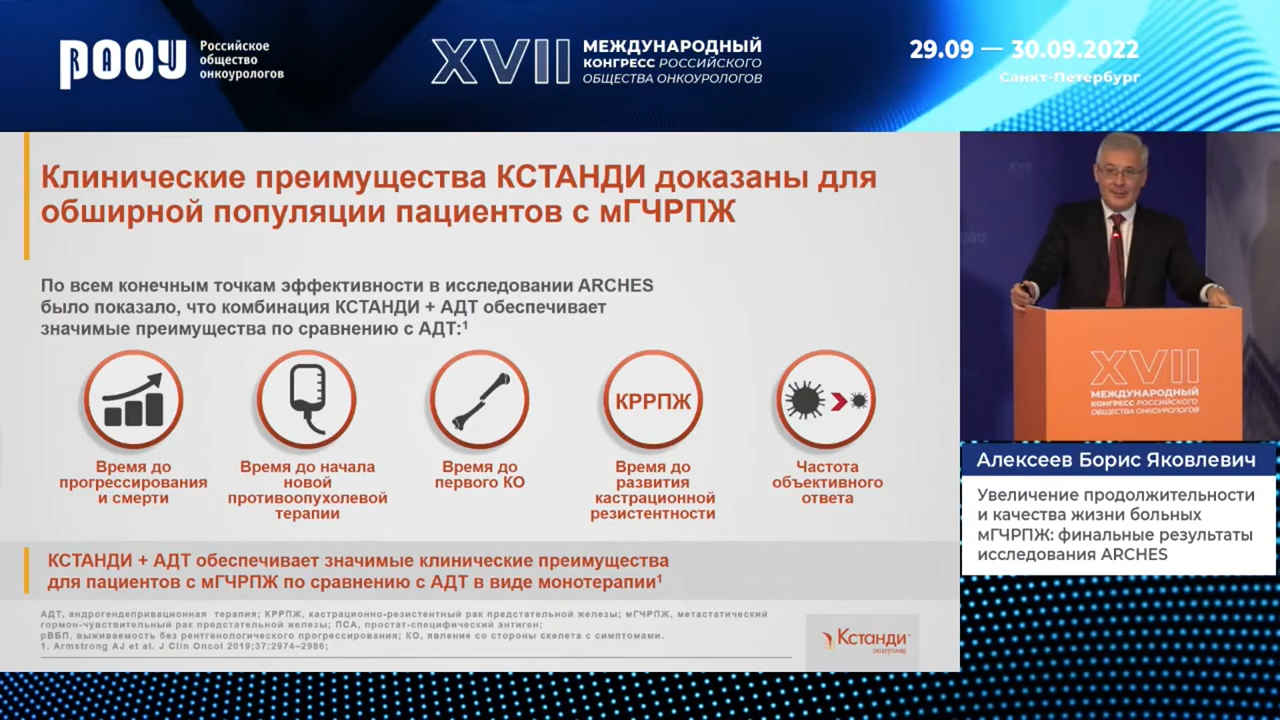 РООУ
RAOU
Российское
общество
онкоурологов
XVII
МЕЖДУНАРОДНЫЙ
КОНГРЕСС РОССИЙСКОГО
ОБЩЕСТВА ОНКОУРОЛОГОВ
29.09 — 30.09.2022
Санкт-Петербург
Клинические преимущества КСТАНДИ доказаны для
обширной популяции пациентов с мГЧРПЖ
По всем конечным точкам эффективности в исследовании ARCHES
было показано, что комбинация КСТАНДИ + АДТ обеспечивает
значимые преимущества по сравнению с АДТ:¹
КРРПЖ
Время до
прогрессирования
и смерти
Время до начала
новой
противоопухолевой
терапии
Время до
первого КО
Время до
развития
кастрационной
резистентности
Частота
объективного
ответа
КСТАНДИ + АДТ обеспечивает значимые клинические преимущества
для пациентов с мГЧРПЖ по сравнению с АДТ в виде монотерапии¹
АДТ, андрогендепривационная терапия; КРРПЖ, кастрационно-резистентный рак предстательной железы; мГЧРПЖ, метастатический
гормон-чувствительный рак предстательной железы; ПСА, простат-специфический антиген;
рВБП, выживаемость без рентгенологического прогрессирования; КО, явление со стороны скелета с симптомами.
1. Armstrong AJ et al. J Clin Oncol 2019;37:2974–2986;
Кстанди™
энзалутамид
XVII
МЕЖДУНАРОДНЫЙ
КОНГРЕСС РОССИЙСКОГО
ОБЩЕСТВА ОНКОУРОЛОГОВ
Алексеев Борис Яковлевич
Увеличение продолжительности
и качества жизни больных
мГЧРПЖ: финальные результаты
исследования ARCHES